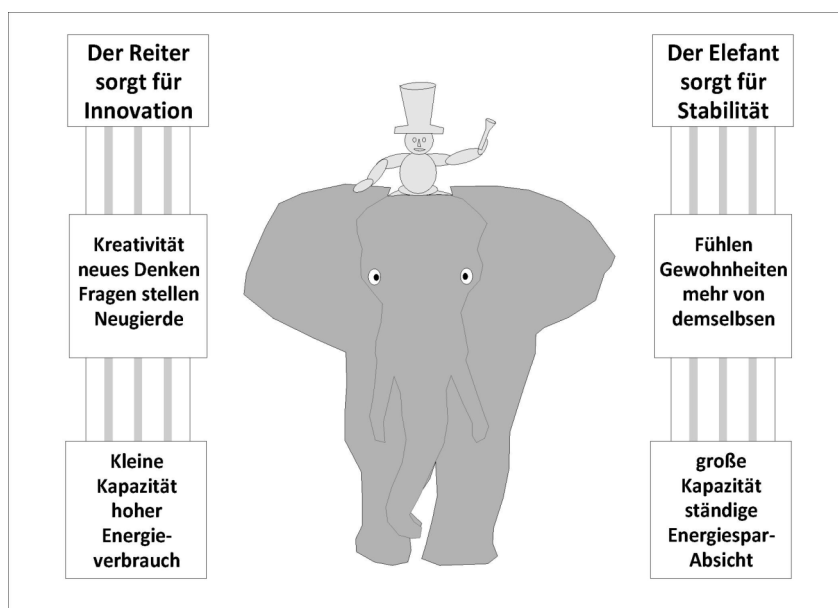 Der Reiter
sorgt für
Innovation
Kreativität
neues Denken
Fragen stellen
Neugierde
Kleine
Kapazität
hoher
Energie-
verbrauch
Der Elefant
sorgt für
Stabilität
Fühlen
Gewohnheiten
mehr von
demselbsen
große
Kapazität
ständige
Energiespar-
Absicht